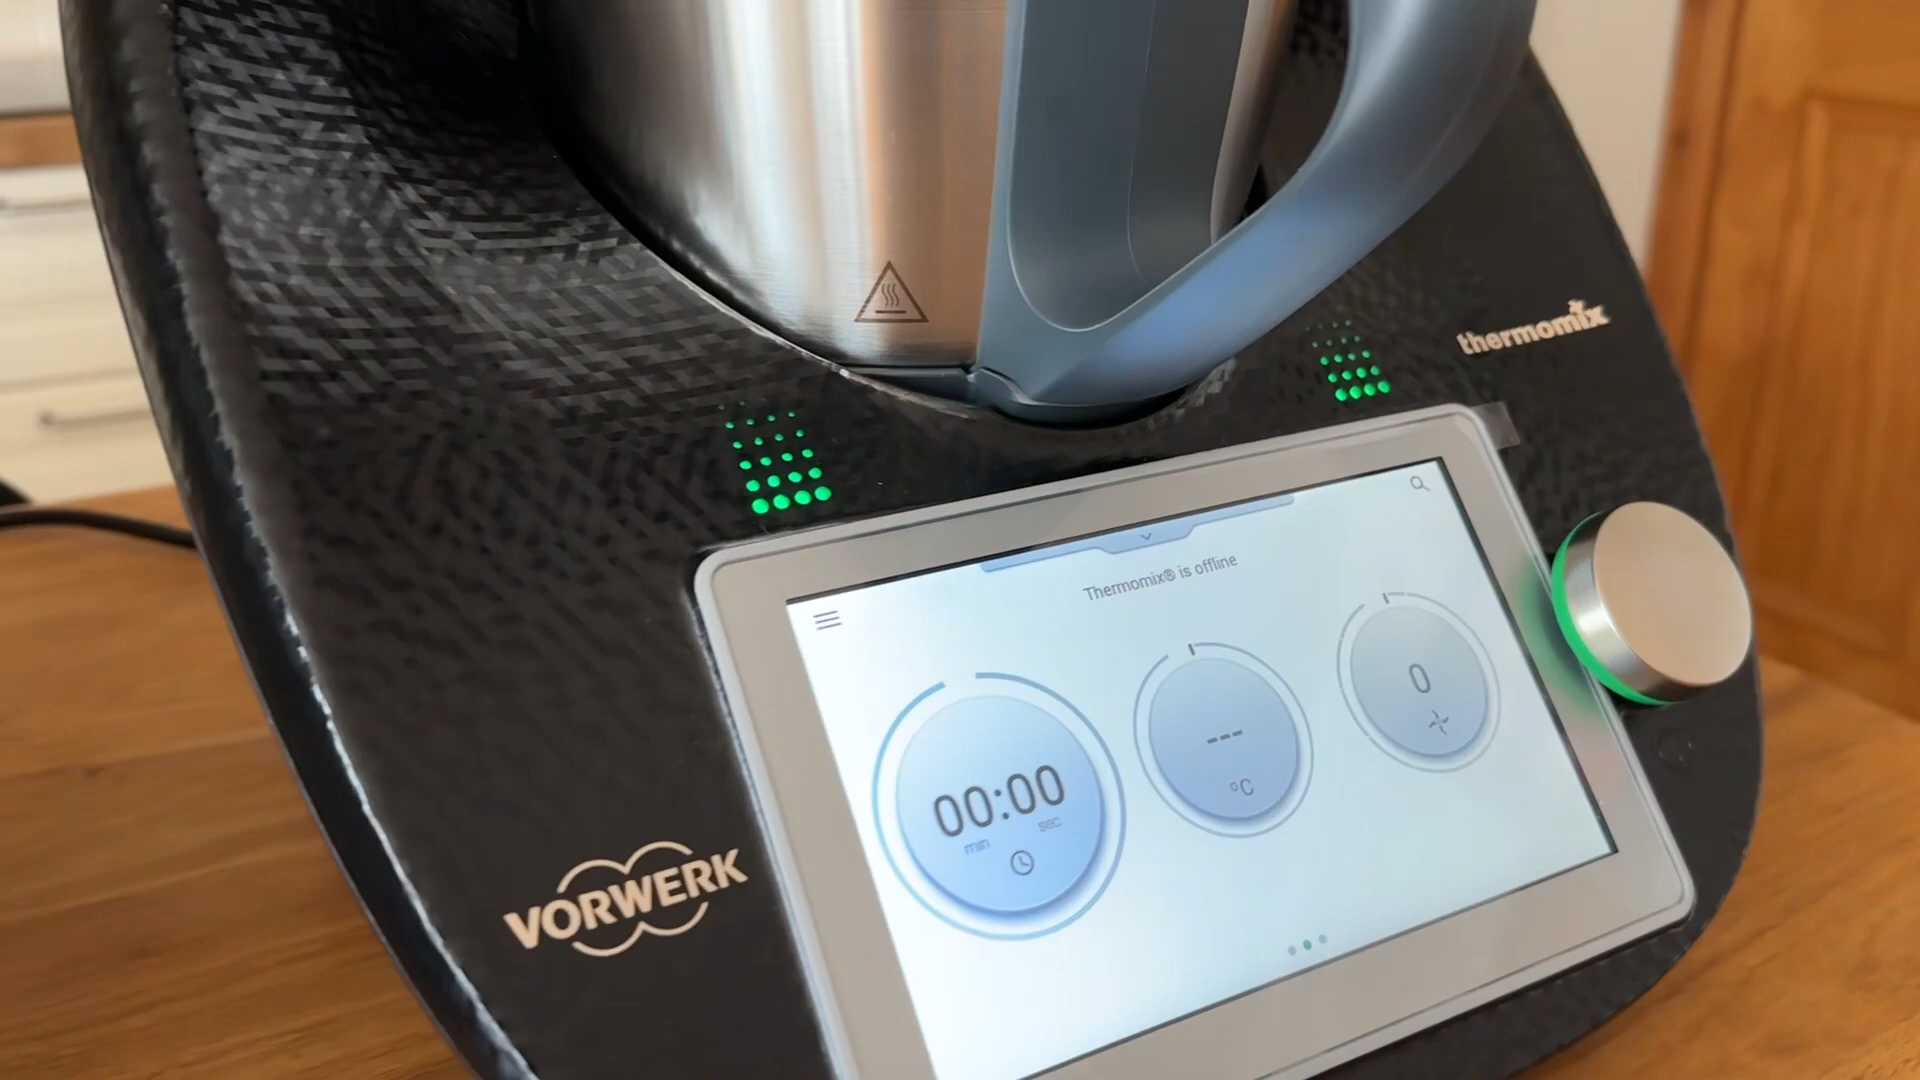 thermomix
Thermomix® is offline
00:00
min sec
---
°C
0
VORWERK